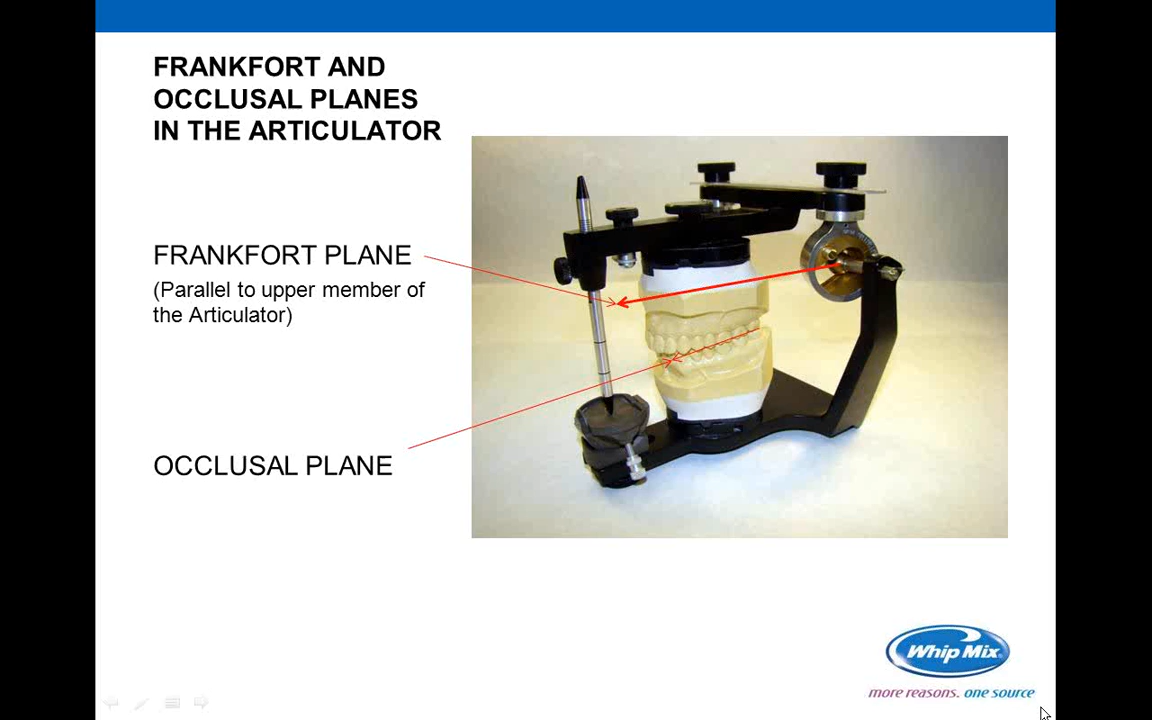 FRANKFORT AND
OCCLUSAL PLANES
IN THE ARTICULATOR
FRANKFORT PLANE
(Parallel to upper member of
the Articulator)
OCCLUSAL PLANE
Whip Mix
more reasons. one source